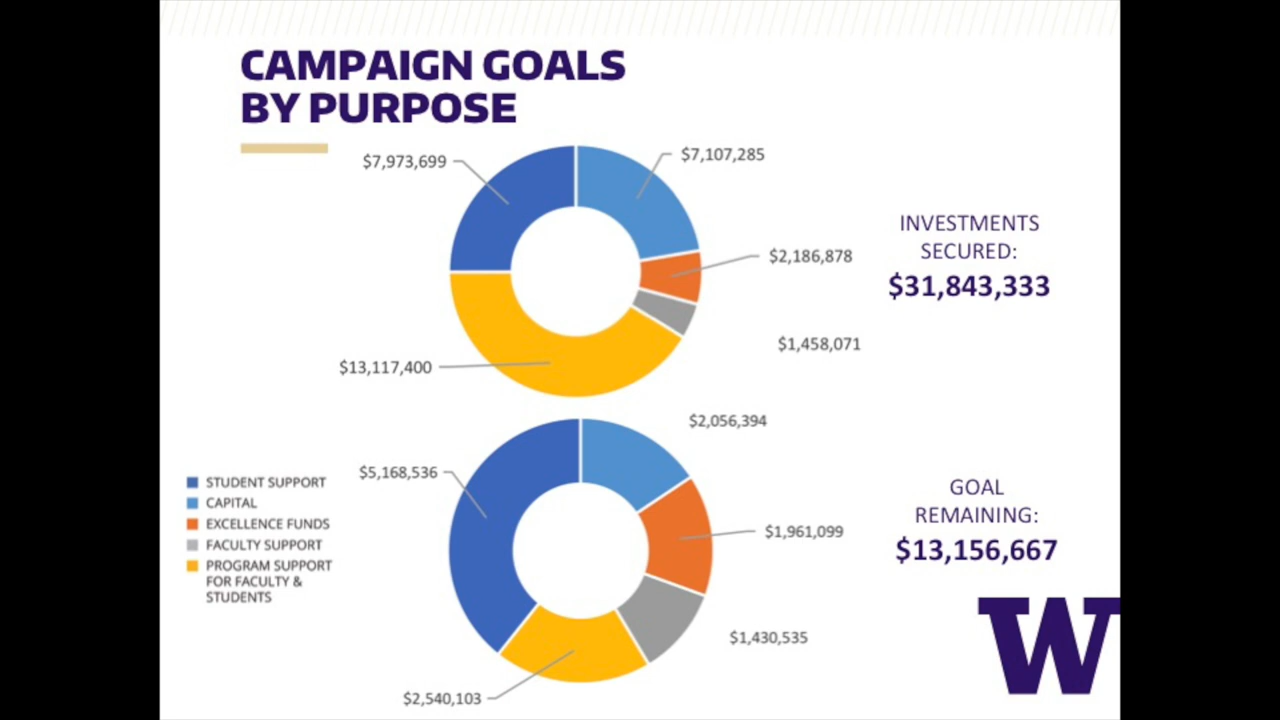 CAMPAIGN GOALS
BY PURPOSE
$7,973,699
$7,107,285
$2,186,878
$1,458,071
$13,117,400
INVESTMENTS
SECURED:
$31,843,333
$2,056,394
$5,168,536
$1,961,099
$1,430,535
$2,540,103
STUDENT SUPPORT
CAPITAL
EXCELLENCE FUNDS
FACULTY SUPPORT
PROGRAM SUPPORT
FOR FACULTY &
STUDENTS
GOAL
REMAINING:
$13,156,667
W